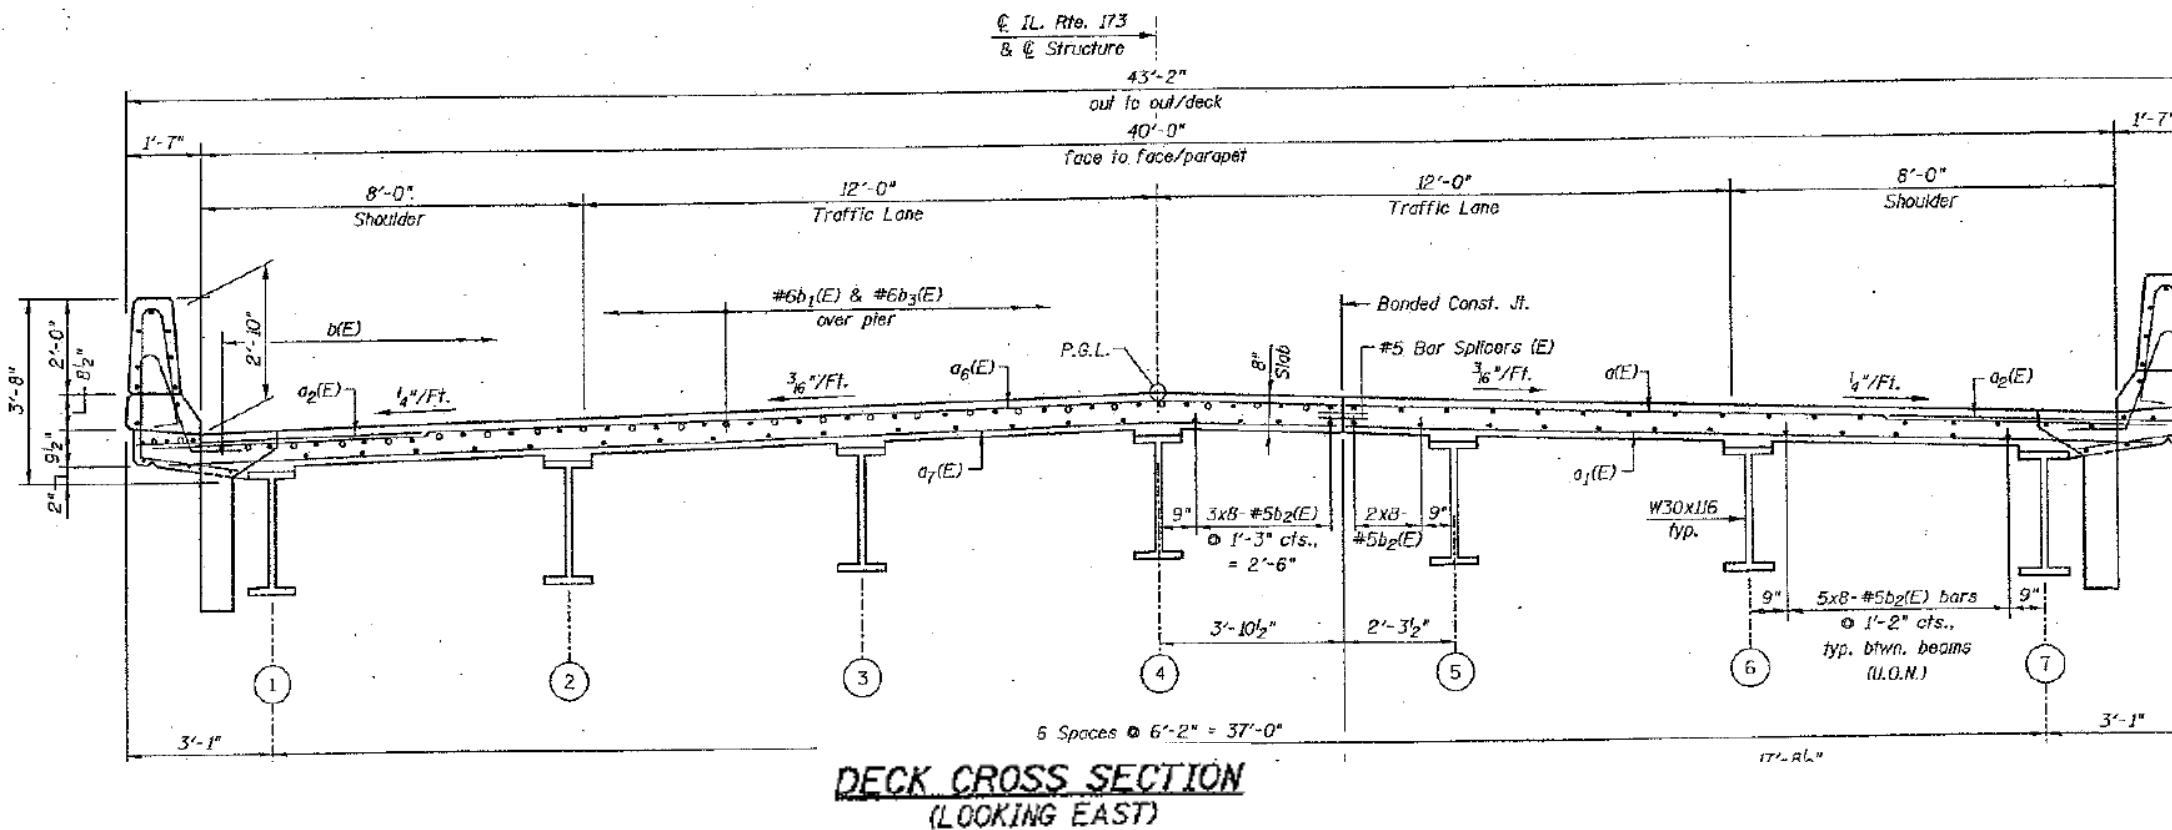 ℄ IL. Rte. 173
& ℄ Structure
43'-2"
out to out/deck
40'-0"
face to face/parapet
1'-7"
1'-7"
8'-0"
Shoulder
12'-0"
Traffic Lane
12'-0"
Traffic Lane
8'-0"
Shoulder
#6b1(E) & #6b3(E)
over pier
b(E)
2'-10"
Bonded Const. Jt.
#5 Bar Splicers (E)
P.G.L.
8"
Slab
3'-8"
2'-0"
8½"
9½"
2"
a2(E)
¼"/Ft.
3/16"/Ft.
a6(E)
3/16"/Ft.
a(E)
¼"/Ft.
a2(E)
a7(E)
a1(E)
9"
3x8-#5b2(E)
@ 1'-3" cts.,
= 2'-6"
2x8-
#5b2(E)
9"
W30x116
typ.
9"
5x8-#5b2(E) bars
@ 1'-2" cts.,
typ. btwn. beams
(U.O.N.)
9"
3'-10½"
2'-3½"
1
2
3
4
5
6
7
3'-1"
6 Spaces @ 6'-2" = 37'-0"
3'-1"
17'-8½"
DECK CROSS SECTION
(LOOKING EAST)